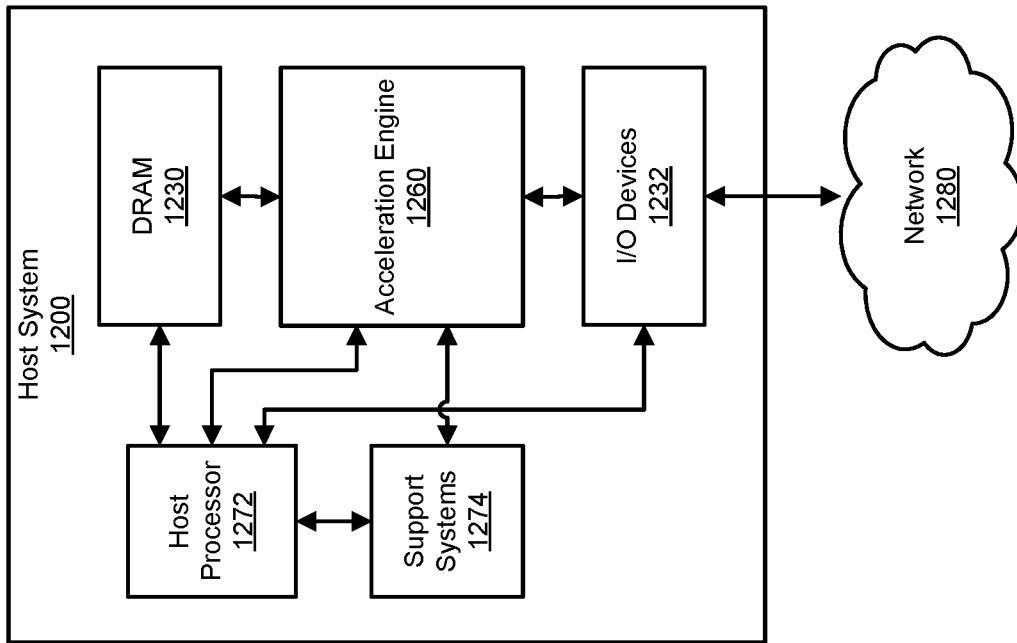 Host System
1200
Host
Processor
1272
Support
Systems
1274
DRAM
1230
Acceleration Engine
1260
I/O Devices
1232
Network
1280